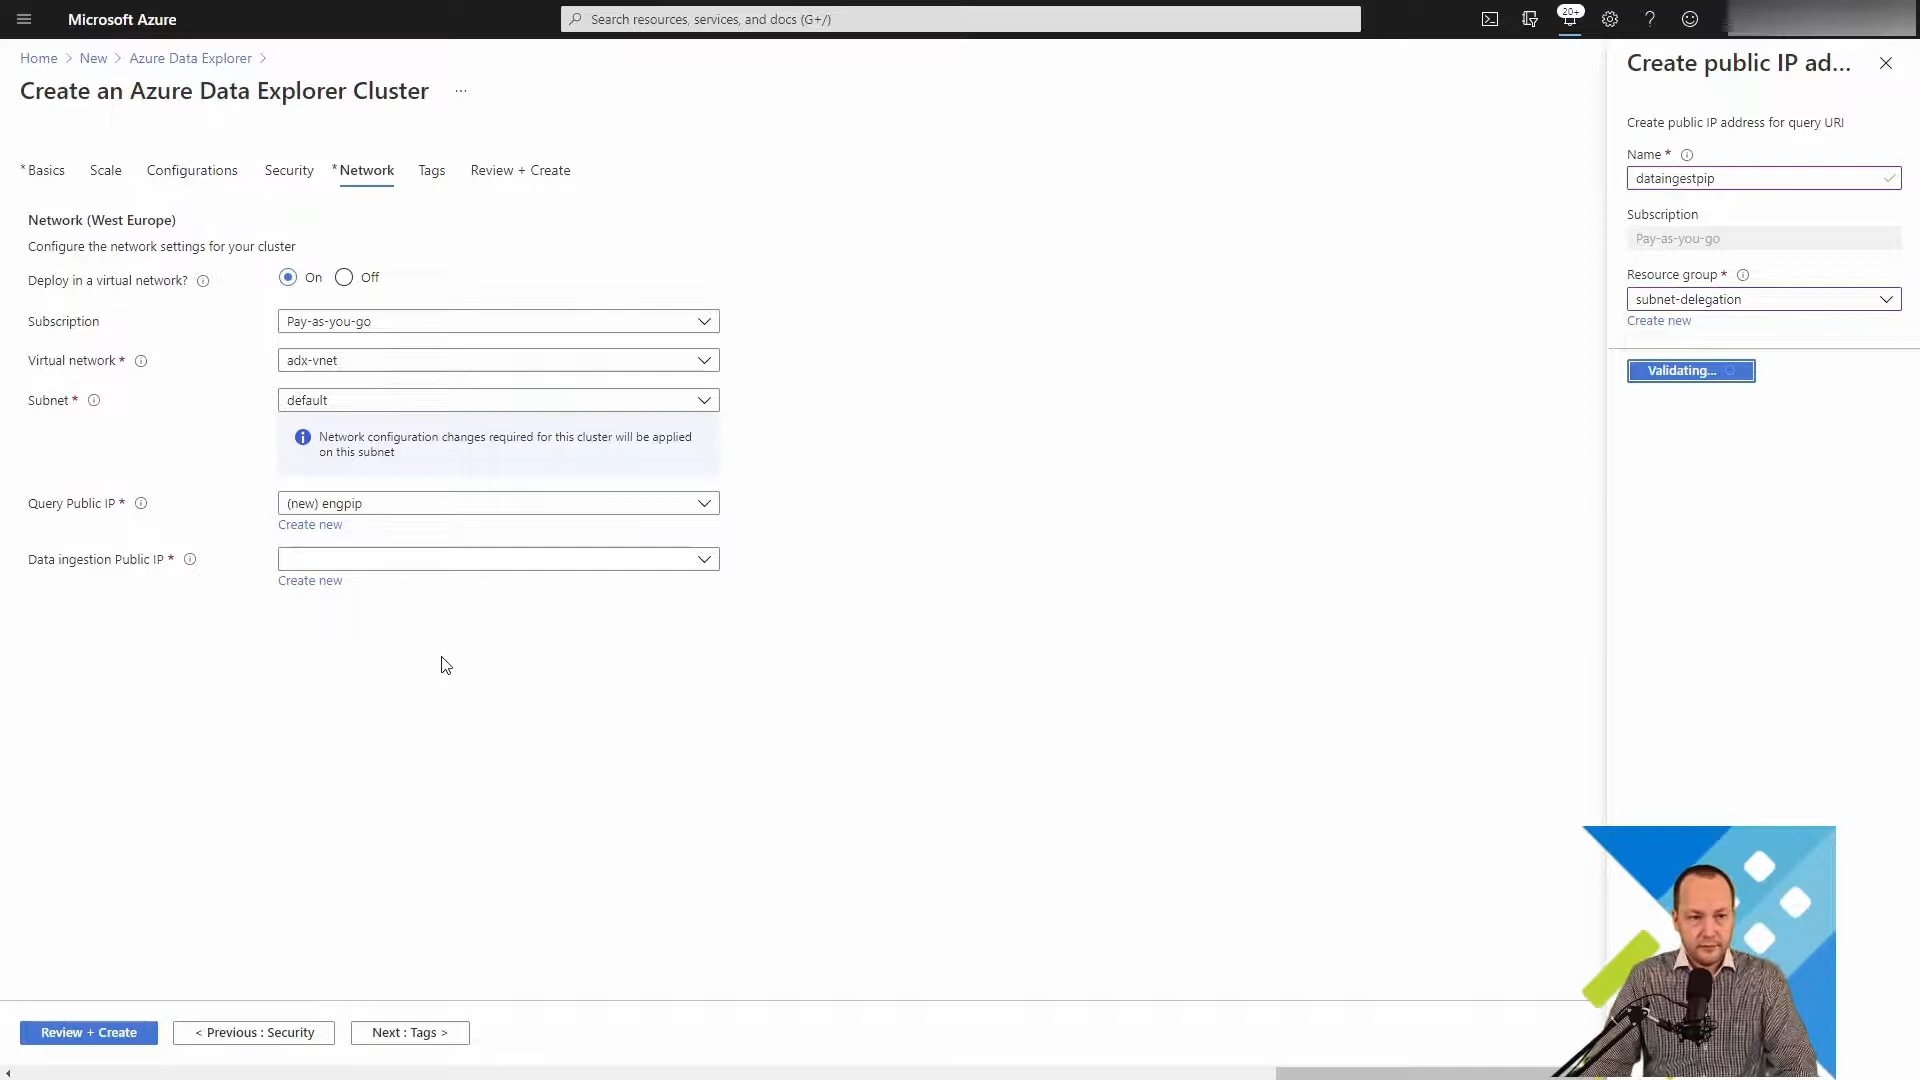 Microsoft Azure
Search resources, services, and docs (G+/)
20+
Home > New > Azure Data Explorer >
Create an Azure Data Explorer Cluster ...
* Basics Scale Configurations Security * Network Tags Review + Create
Network (West Europe)
Configure the network settings for your cluster
Deploy in a virtual network? On Off
Subscription Pay-as-you-go
Virtual network * adx-vnet
Subnet * default
Network configuration changes required for this cluster will be applied
on this subnet
Query Public IP * (new) engpip
Create new
Data ingestion Public IP *
Create new
Review + Create < Previous : Security Next : Tags >
Create public IP ad...
Create public IP address for query URI
Name *
dataingestpip
Subscription
Pay-as-you-go
Resource group *
subnet-delegation
Create new
Validating...